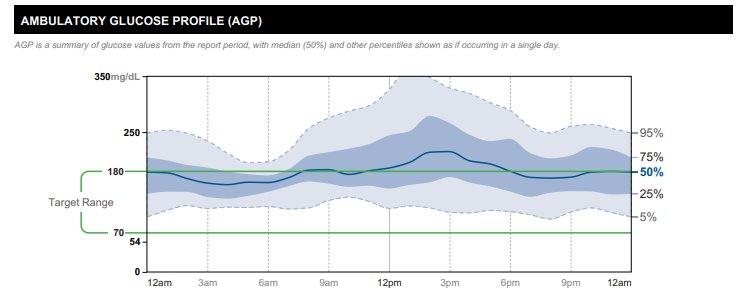 AMBULATORY GLUCOSE PROFILE (AGP)
AGP is a summary of glucose values from the report period, with median (50%) and other percentiles shown as if occurring in a single day.
350mg/dL
250
180
Target Range
70
54
0
95%
75%
50%
25%
5%
12am 3am 6am 9am 12pm 3pm 6pm 9pm 12am